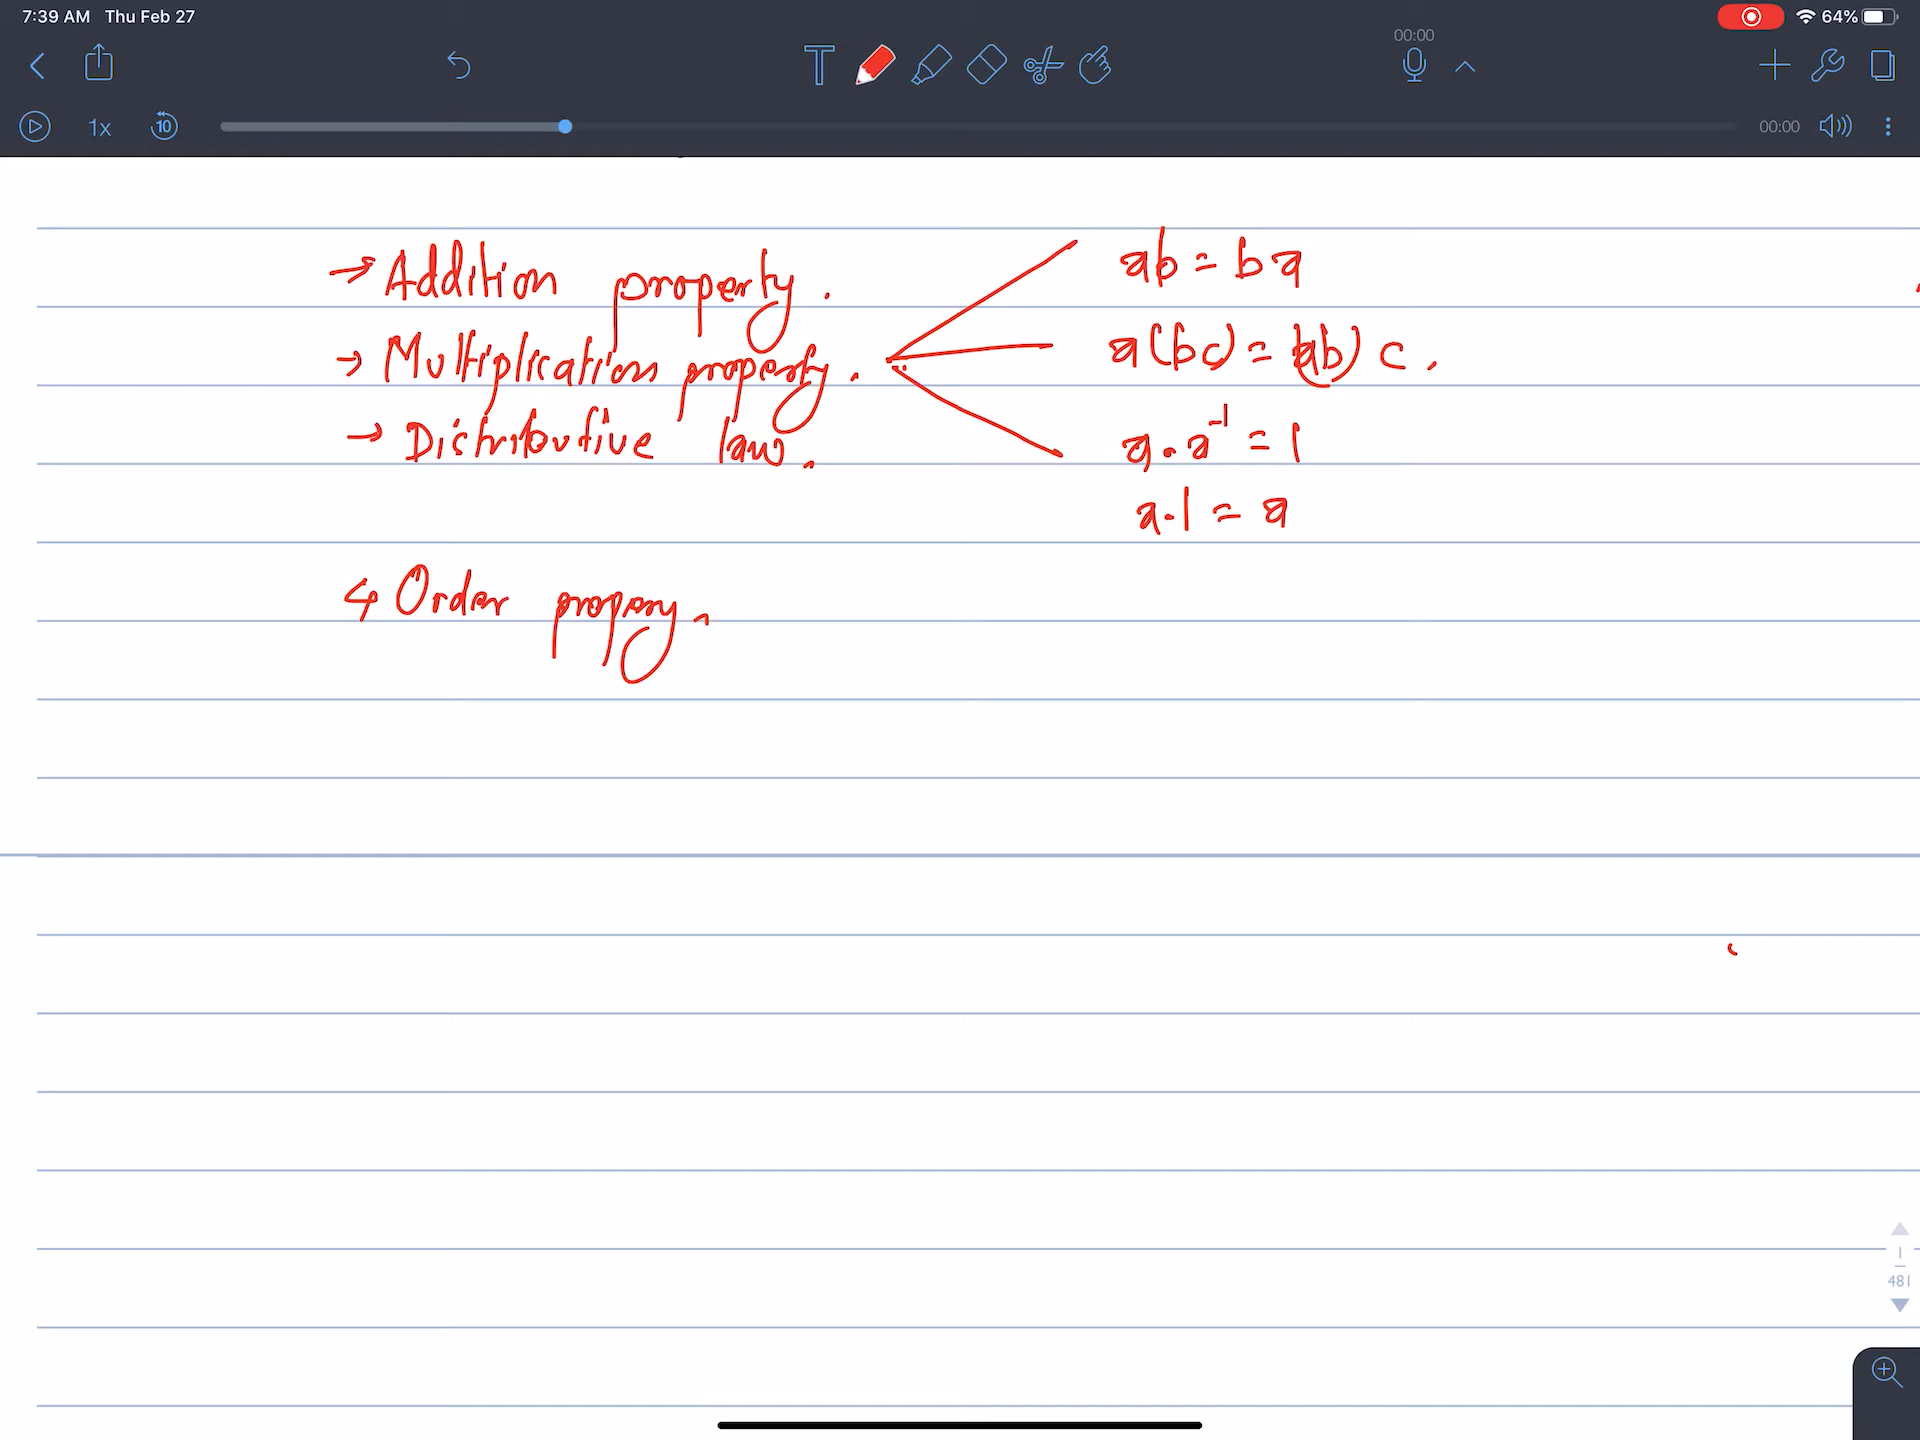 7:39 AM Thu Feb 27
64%
00:00
1x
10
00:00
→ Addition property.
→ Multiplication property.
→ Distributive law.
ab = ba
a(bc) = (ab) c.
a · a⁻¹ = 1
a · 1 = a
↳ Order propery.
1
481